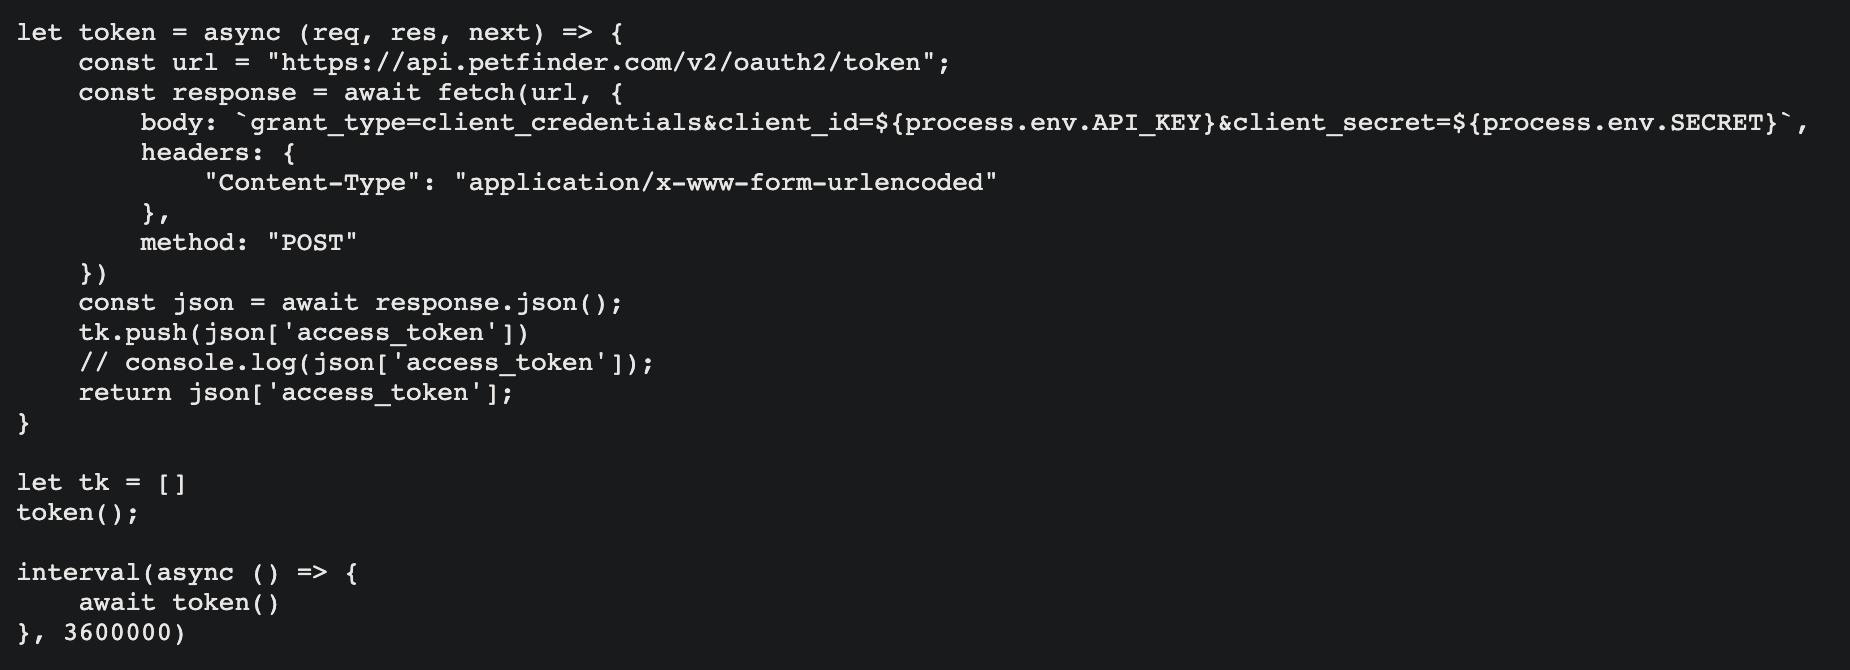 let token = async (req, res, next) => {
    const url = "https://api.petfinder.com/v2/oauth2/token";
    const response = await fetch(url, {
        body: `grant_type=client_credentials&client_id=${process.env.API_KEY}&client_secret=${process.env.SECRET}`,
        headers: {
            "Content-Type": "application/x-www-form-urlencoded"
        },
        method: "POST"
    })
    const json = await response.json();
    tk.push(json['access_token'])
    // console.log(json['access_token']);
    return json['access_token'];
}

let tk = []
token();

interval(async () => {
    await token()
}, 3600000)